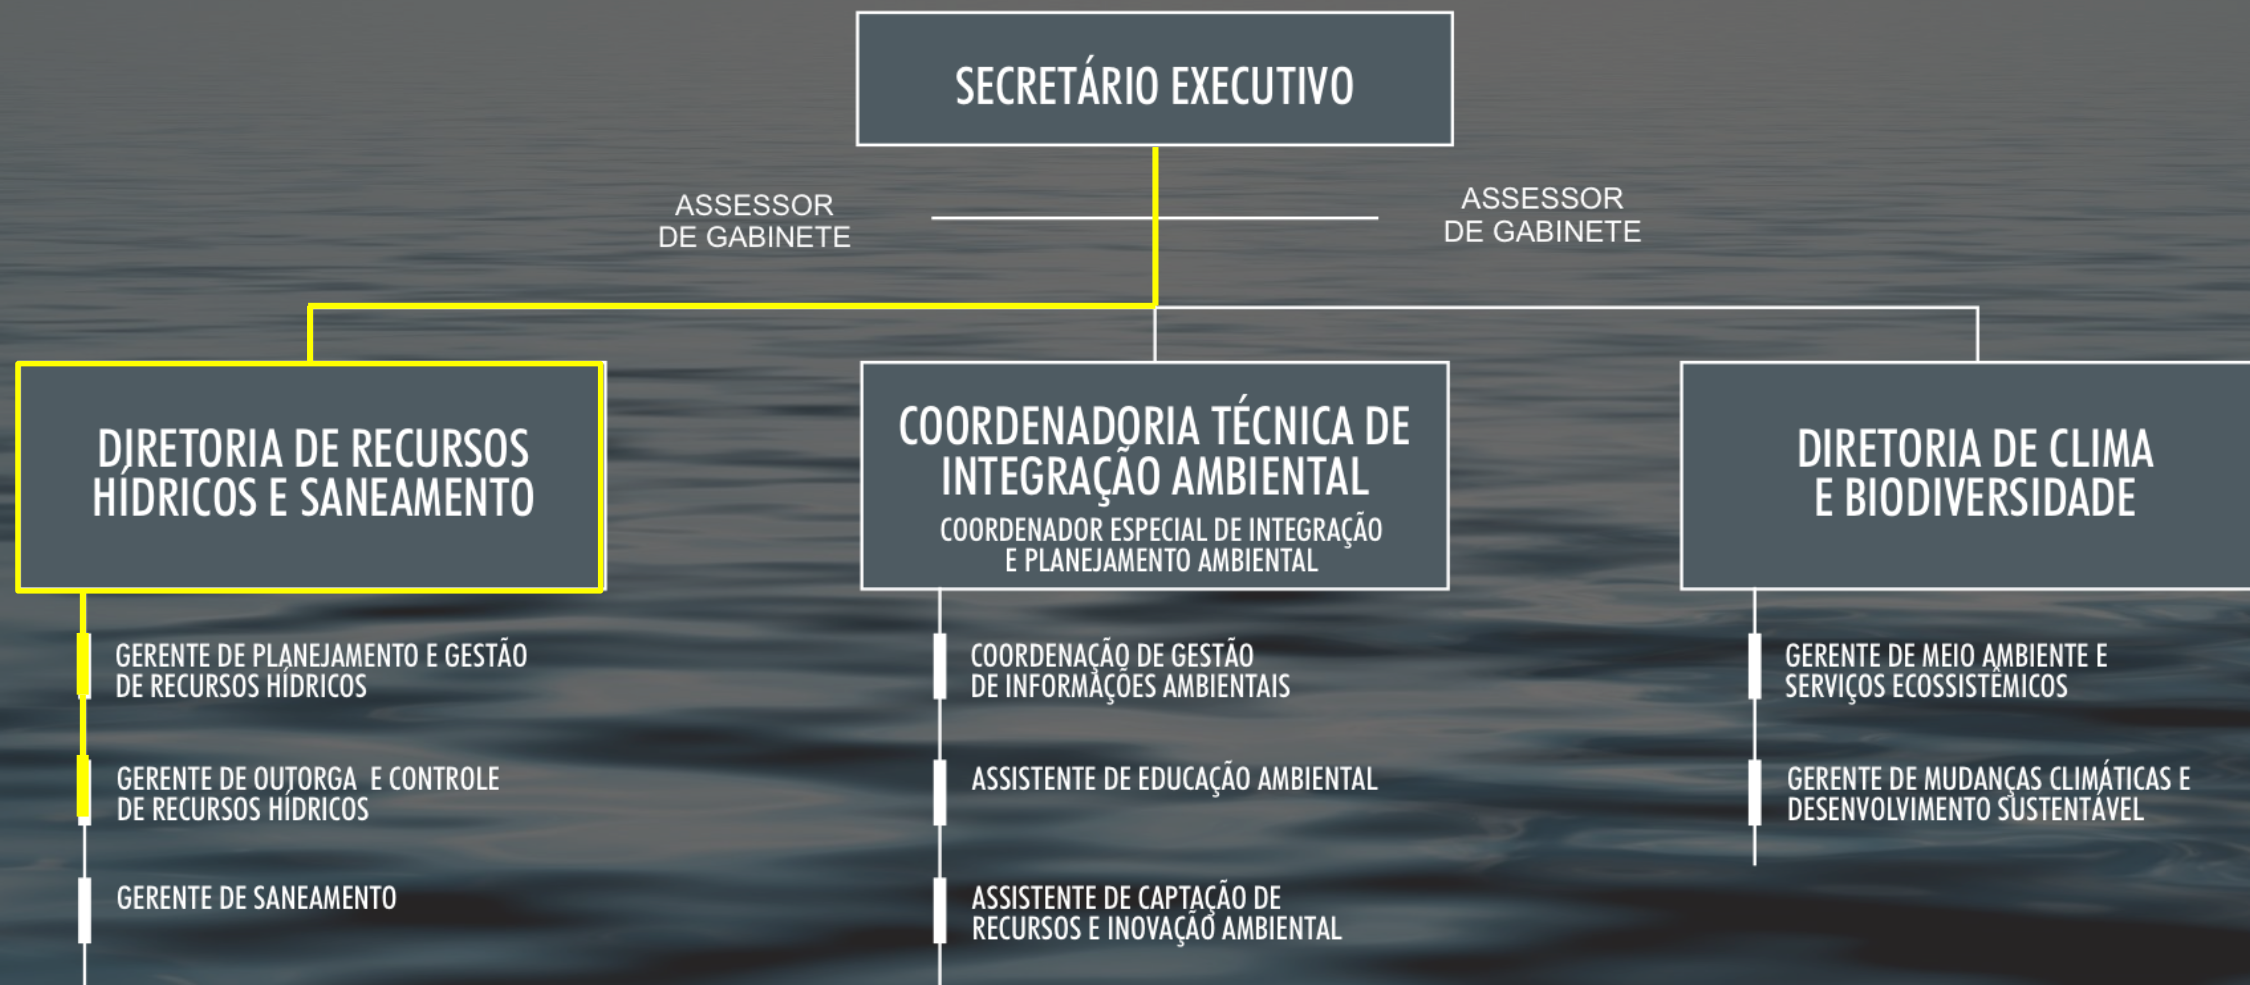 SECRETÁRIO EXECUTIVO
ASSESSOR
DE GABINETE
ASSESSOR
DE GABINETE
DIRETORIA DE RECURSOS
HÍDRICOS E SANEAMENTO
GERENTE DE PLANEJAMENTO E GESTÃO
DE RECURSOS HÍDRICOS
GERENTE DE OUTORGA E CONTROLE
DE RECURSOS HÍDRICOS
GERENTE DE SANEAMENTO
COORDENADORIA TÉCNICA DE
INTEGRAÇÃO AMBIENTAL
COORDENADOR ESPECIAL DE INTEGRAÇÃO
E PLANEJAMENTO AMBIENTAL
COORDENAÇÃO DE GESTÃO
DE INFORMAÇÕES AMBIENTAIS
ASSISTENTE DE EDUCAÇÃO AMBIENTAL
ASSISTENTE DE CAPTAÇÃO DE
RECURSOS E INOVAÇÃO AMBIENTAL
DIRETORIA DE CLIMA
E BIODIVERSIDADE
GERENTE DE MEIO AMBIENTE E
SERVIÇOS ECOSSISTÊMICOS
GERENTE DE MUDANÇAS CLIMÁTICAS E
DESENVOLVIMENTO SUSTENTÁVEL